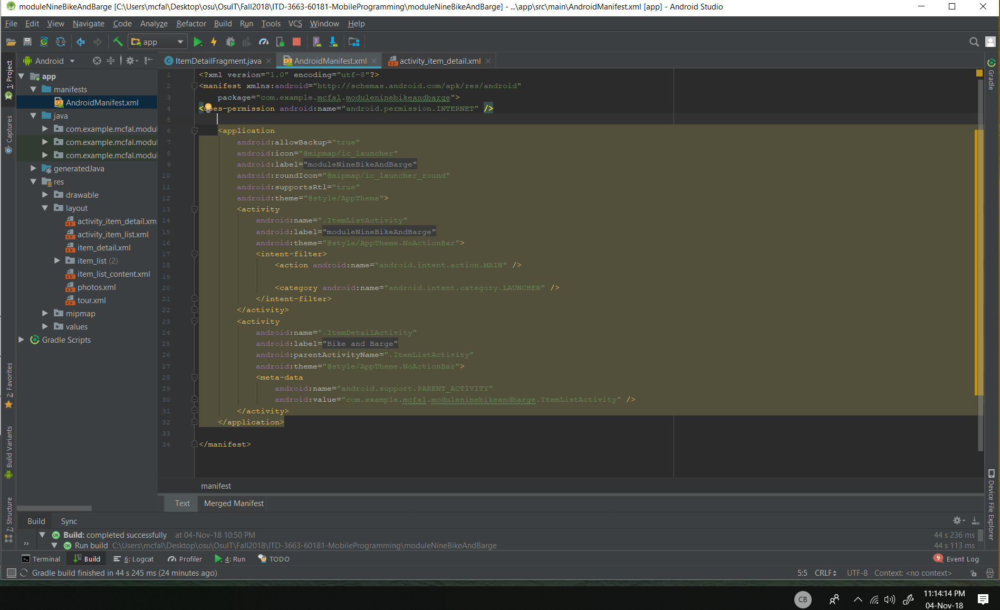 moduleNineBikeAndBarge [C:\Users\mcfal\Desktop\osu\OsuIT\Fall2018\ITD-3663-60181-MobileProgramming\moduleNineBikeAndBarge] - ...\app\src\main\AndroidManifest.xml [app] - Android Studio
File Edit View Navigate Code Analyze Refactor Build Run Tools VCS Window Help
app
Android
ItemDetailFragment.java
AndroidManifest.xml
activity_item_detail.xml
1: Project
Captures
2: Favorites
Build Variants
7: Structure
app
manifests
AndroidManifest.xml
java
com.example.mcfal.modul
com.example.mcfal.modul
com.example.mcfal.modul
generatedJava
res
drawable
layout
activity_item_detail.xm
activity_item_list.xml
item_detail.xml
item_list (2)
item_list_content.xml
photos.xml
tour.xml
mipmap
values
Gradle Scripts
1 <?xml version="1.0" encoding="utf-8"?>
2 <manifest xmlns:android="http://schemas.android.com/apk/res/android"
3 package="com.example.mcfal.moduleninebikeandbarge">
4 <uses-permission android:name="android.permission.INTERNET" />
5
6 <application
7 android:allowBackup="true"
8 android:icon="@mipmap/ic_launcher"
9 android:label="moduleNineBikeAndBarge"
10 android:roundIcon="@mipmap/ic_launcher_round"
11 android:supportsRtl="true"
12 android:theme="@style/AppTheme">
13 <activity
14 android:name=".ItemListActivity"
15 android:label="moduleNineBikeAndBarge"
16 android:theme="@style/AppTheme.NoActionBar">
17 <intent-filter>
18 <action android:name="android.intent.action.MAIN" />
19
20 <category android:name="android.intent.category.LAUNCHER" />
21 </intent-filter>
22 </activity>
23 <activity
24 android:name=".ItemDetailActivity"
25 android:label="Bike and Barge"
26 android:parentActivityName=".ItemListActivity"
27 android:theme="@style/AppTheme.NoActionBar">
28 <meta-data
29 android:name="android.support.PARENT_ACTIVITY"
30 android:value="com.example.mcfal.moduleninebikeandbarge.ItemListActivity" />
31 </activity>
32 </application>
33
34 </manifest>
Gradle
Device File Explorer
manifest
Text Merged Manifest
Build Sync
Build: completed successfully at 04-Nov-18 10:50 PM 44 s 236 ms
Run build C:\Users\mcfal\Desktop\osu\OsuIT\Fall2018\ITD-3663-60181-MobileProgramming\moduleNineBikeAndBarge 44 s 113 ms
Terminal Build 6: Logcat Profiler 4: Run TODO 9 Event Log
Gradle build finished in 44 s 245 ms (24 minutes ago) 5:5 CRLF UTF-8 Context: <no context>
CB
11:14:14 PM
04-Nov-18